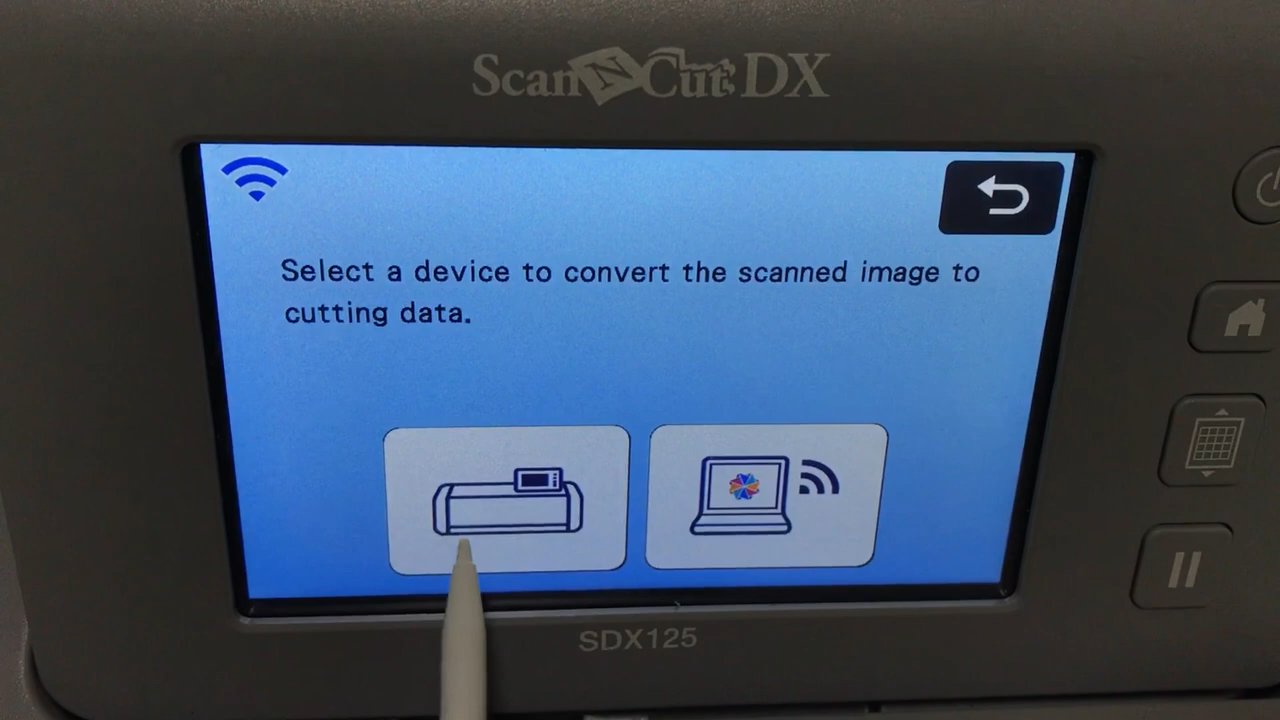 ScanNCut DX
Select a device to convert the scanned image to
cutting data.
SDX125